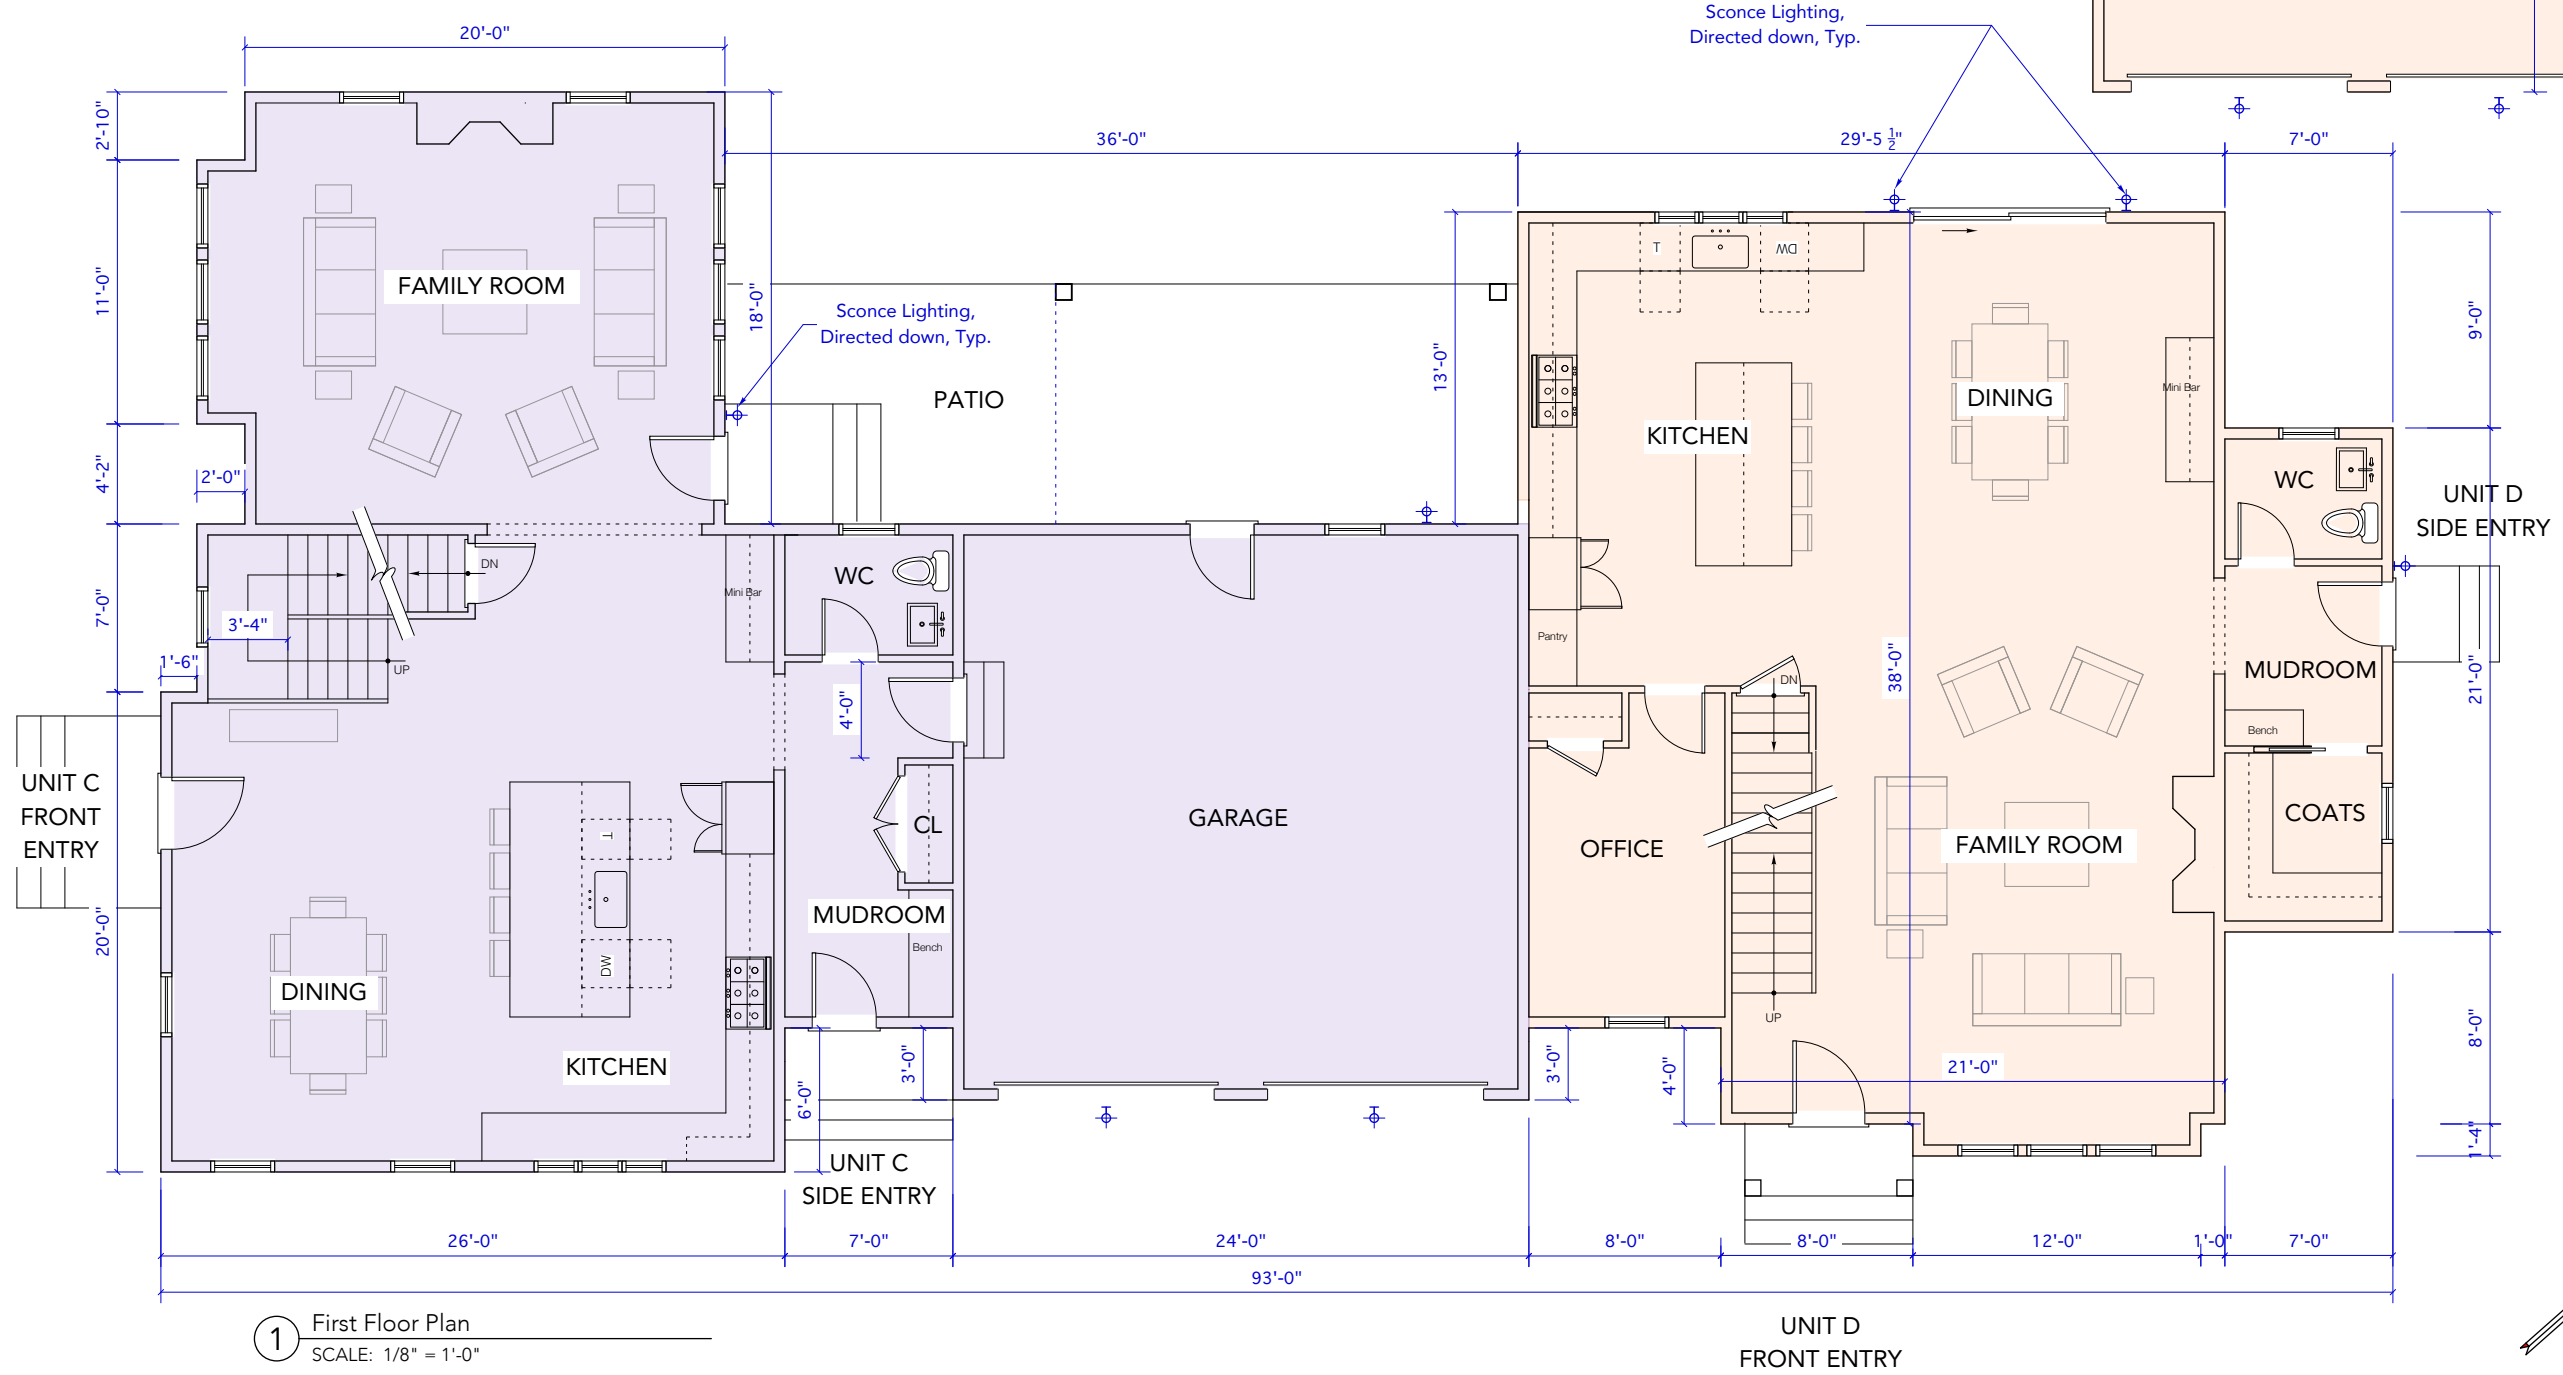 Sconce Lighting,
Directed down, Typ.
20'-0"
2'-10"
36'-0"
29'-5 1/2"
7'-0"
11'-0"
FAMILY ROOM
18'-0"
Sconce Lighting,
Directed down, Typ.
PATIO
13'-0"
T
DW
KITCHEN
DINING
Mini Bar
9'-0"
4'-2"
2'-0"
WC
UNIT D
SIDE ENTRY
7'-0"
3'-4"
1'-6"
DN
UP
Mini Bar
WC
4'-0"
Pantry
38'-0"
DN
MUDROOM
21'-0"
Bench
UNIT C
FRONT
ENTRY
20'-0"
T
DW
CL
GARAGE
OFFICE
FAMILY ROOM
COATS
MUDROOM
Bench
DINING
KITCHEN
UP
6'-0"
3'-0"
3'-0"
4'-0"
21'-0"
8'-0"
1'-4"
UNIT C
SIDE ENTRY
26'-0"
7'-0"
24'-0"
8'-0"
8'-0"
12'-0"
1'-0"
7'-0"
93'-0"
1
First Floor Plan
SCALE: 1/8" = 1'-0"
UNIT D
FRONT ENTRY